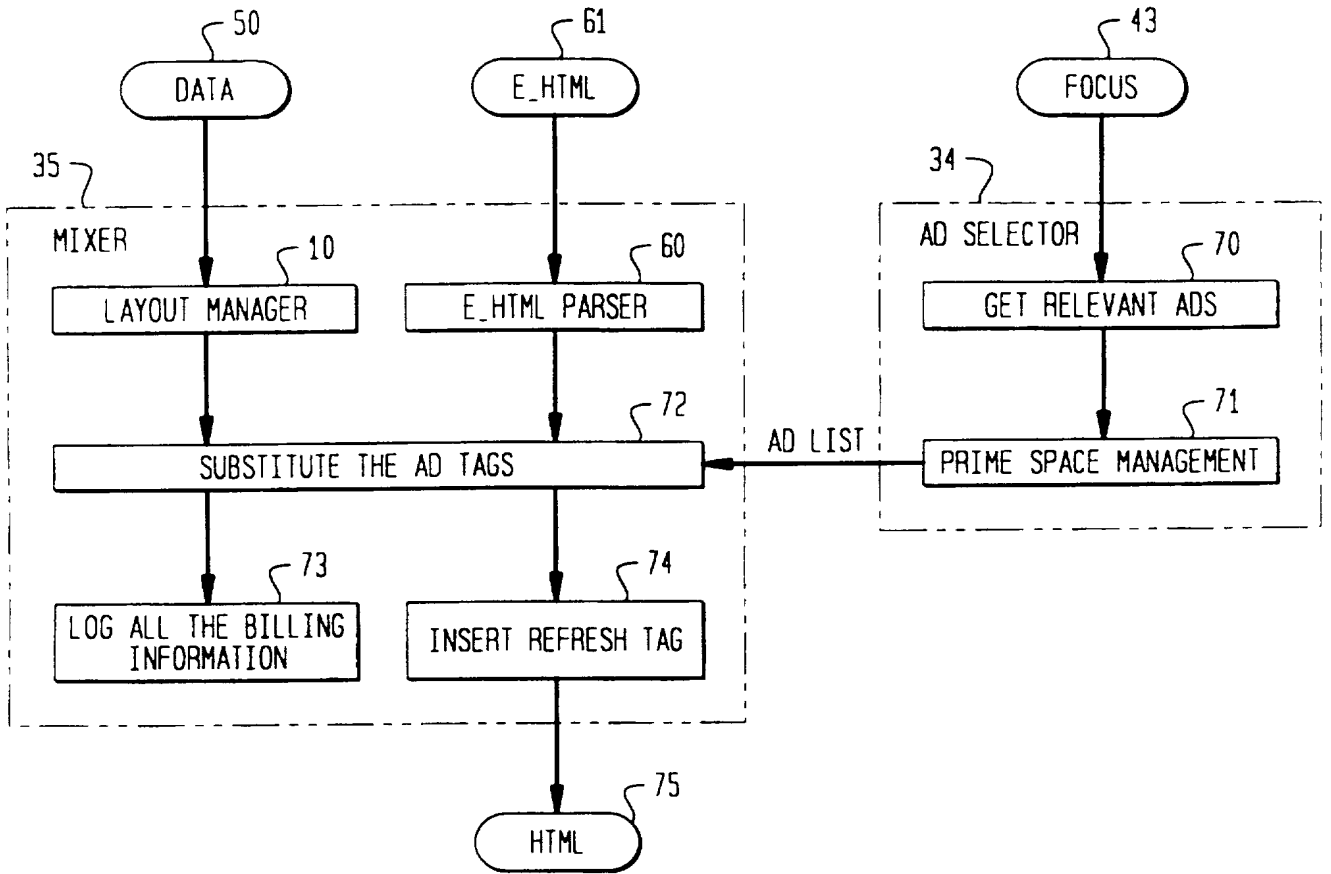 50
61
43
DATA
E_HTML
FOCUS
35
34
MIXER
AD SELECTOR
10
60
70
LAYOUT MANAGER
E_HTML PARSER
GET RELEVANT ADS
72
71
AD LIST
SUBSTITUTE THE AD TAGS
PRIME SPACE MANAGEMENT
73
74
LOG ALL THE BILLING
INFORMATION
INSERT REFRESH TAG
75
HTML